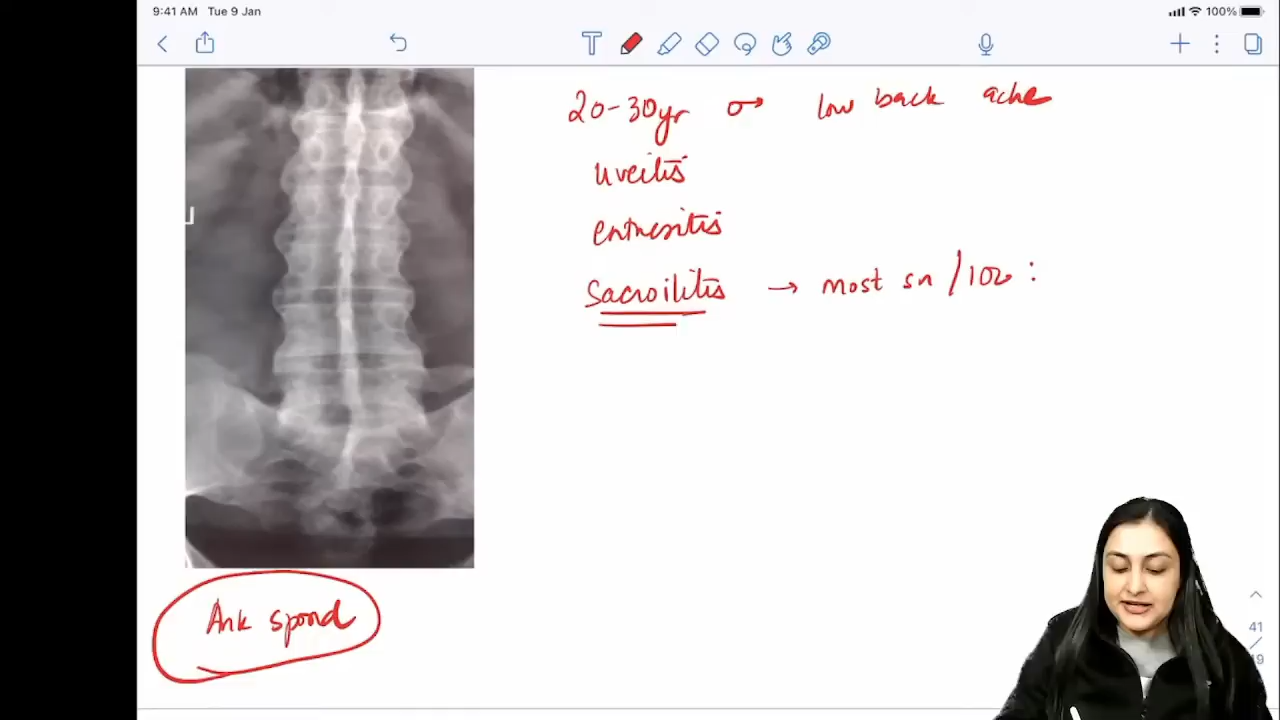 9:41 AM Tue 9 Jan
100%
20-30yr ♂ low back ache
Uveitis
enthesitis
Sacroilitis → most sn / IOC :
Ank spond
41